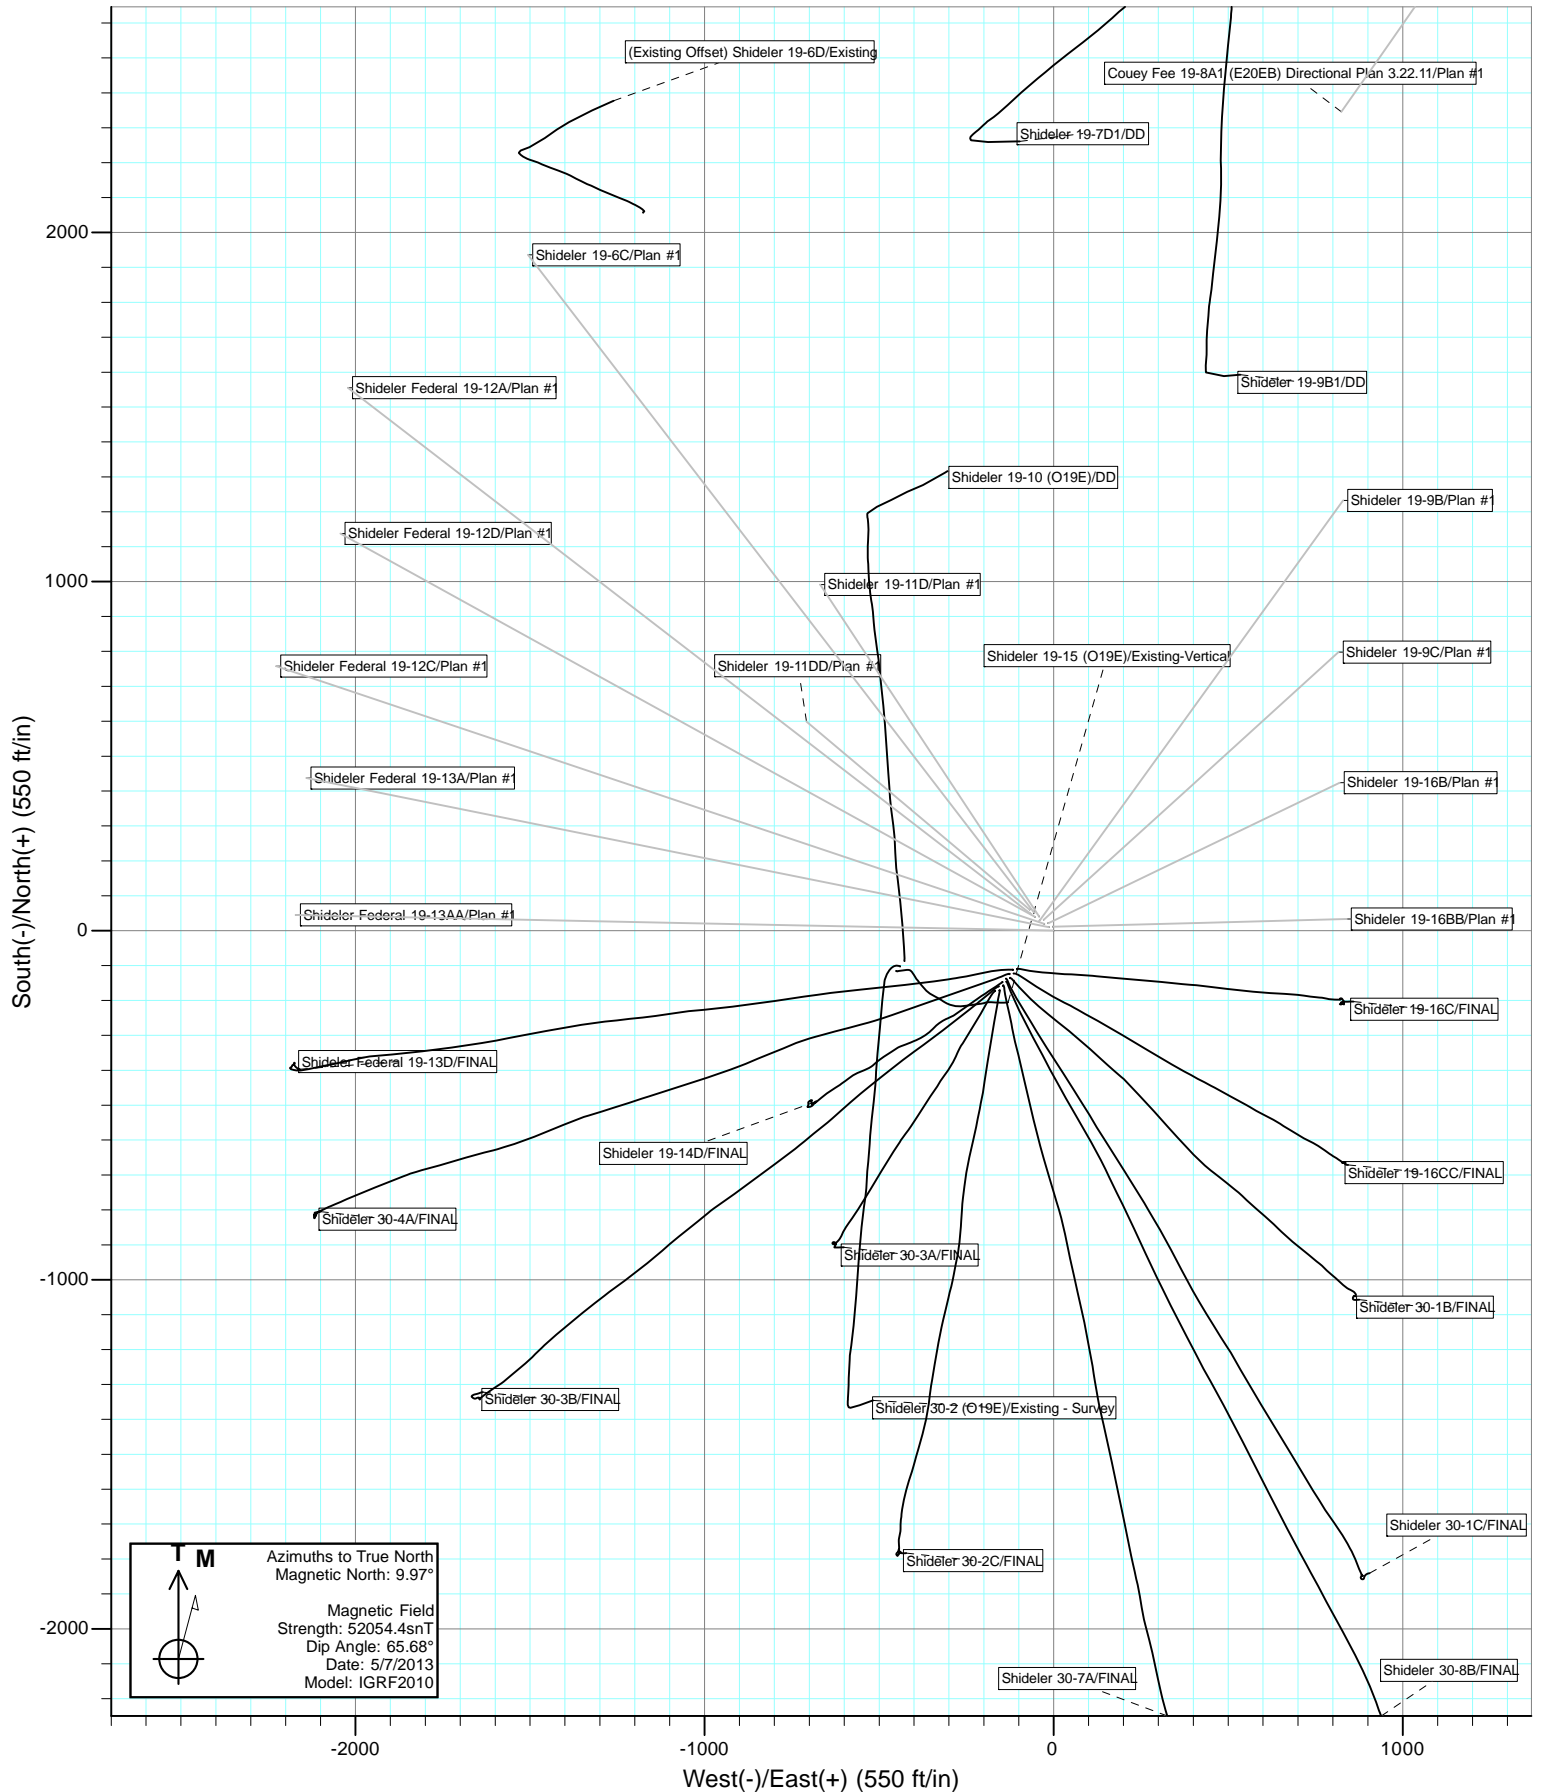 (Existing Offset) Shideler 19-6D/Existing
Couey Fee 19-8A1 (E20EB) Directional Plan 3.22.11/Plan #1
Shideler 19-7D1/DD
2000
Shideler 19-6C/Plan #1
Shideler Federal 19-12A/Plan #1
Shideler 19-9B1/DD
Shideler 19-10 (O19E)/DD
Shideler 19-9B/Plan #1
Shideler Federal 19-12D/Plan #1
1000
Shideler 19-11D/Plan #1
Shideler 19-15 (O19E)/Existing-Vertical
Shideler 19-9C/Plan #1
Shideler Federal 19-12C/Plan #1
Shideler 19-11DD/Plan #1
Shideler Federal 19-13A/Plan #1
Shideler 19-16B/Plan #1
South(-)/North(+) (550 ft/in)
Shideler Federal 19-13AA/Plan #1
Shideler 19-16BB/Plan #1
0
Shideler 19-16C/FINAL
Shideler Federal 19-13D/FINAL
Shideler 19-14D/FINAL
Shideler 19-16CC/FINAL
Shideler 30-4A/FINAL
Shideler 30-3A/FINAL
-1000
Shideler 30-1B/FINAL
Shideler 30-3B/FINAL
Shideler 30-2 (O19E)/Existing - Survey
Shideler 30-1C/FINAL
Shideler 30-2C/FINAL
T M
Azimuths to True North
Magnetic North: 9.97°
Magnetic Field
Strength: 52054.4snT
Dip Angle: 65.68°
Date: 5/7/2013
Model: IGRF2010
-2000
Shideler 30-7A/FINAL
Shideler 30-8B/FINAL
-2000
-1000
0
1000
West(-)/East(+) (550 ft/in)